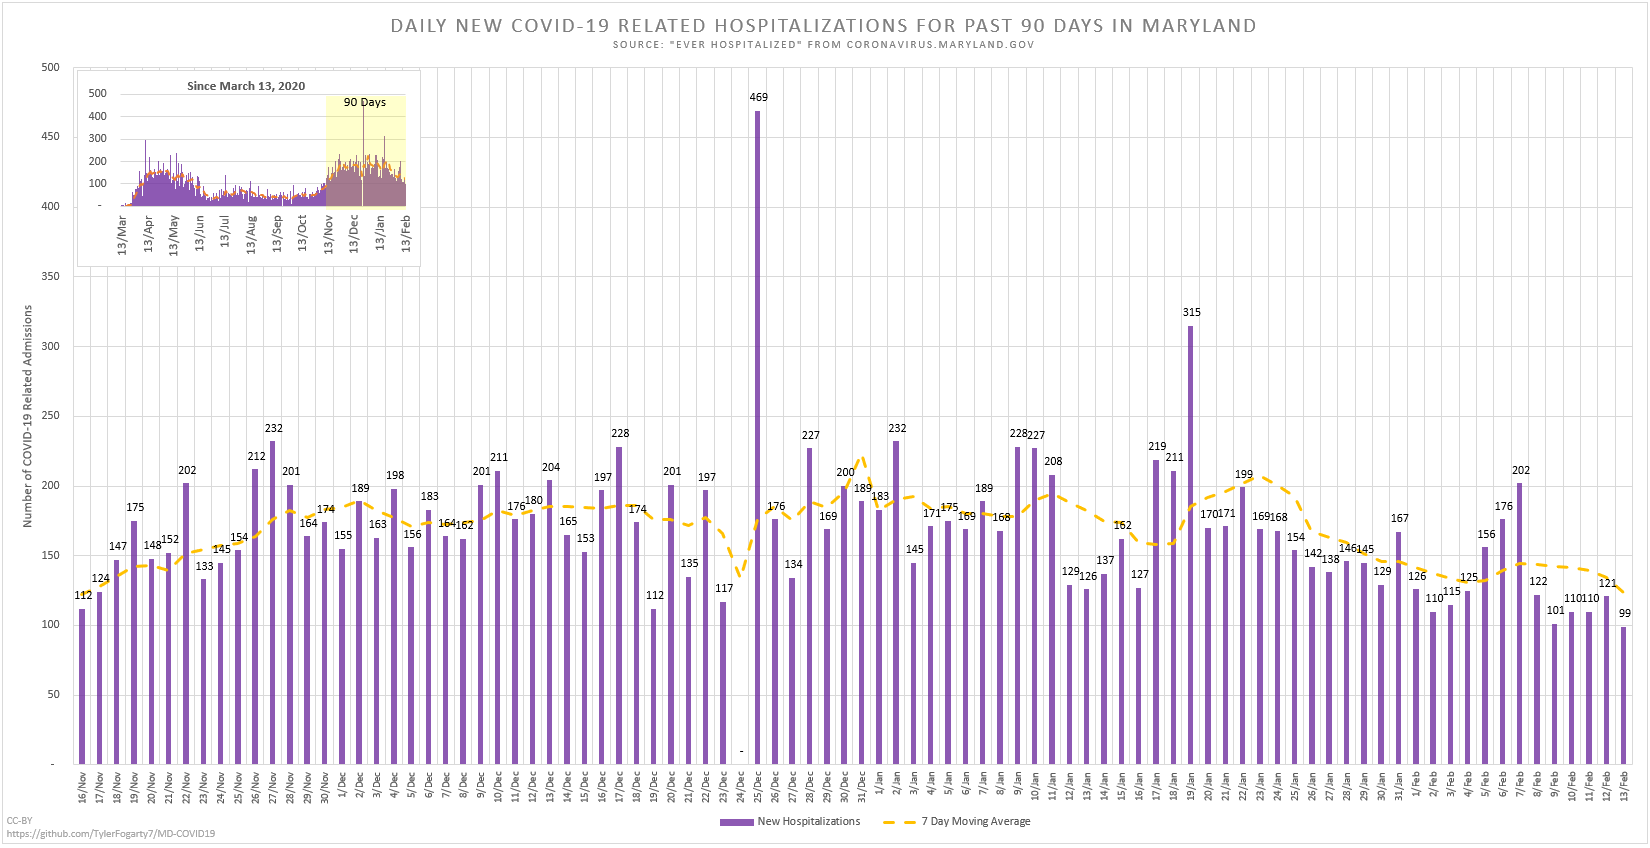 DAILY NEW COVID-19 RELATED HOSPITALIZATIONS FOR PAST 90 DAYS IN MARYLAND
SOURCE: "EVER HOSPITALIZED" FROM CORONAVIRUS.MARYLAND.GOV
Number of COVID-19 Related Admissions
500
450
400
350
300
250
200
150
100
50
-
Since March 13, 2020
90 Days
500
400
300
200
100
-
13/Mar
13/Apr
13/May
13/Jun
13/Jul
13/Aug
13/Sep
13/Oct
13/Nov
13/Dec
13/Jan
13/Feb
112 124 147 175 148 152 202 133 145 154 212 232 201 164 174 155 189 163 198 156 183 164 162 201 211 176 180 204 165 153 197 228 174 112 201 135 197 117 - 469 176 134 227 169 200 189 183 232 145 171 175 169 189 168 228 227 208 129 126 137 162 127 219 211 315 170 171 199 169 168 154 142 138 146 145 129 167 126 110 115 125 156 176 202 122 101 110 110 121 99
16/Nov 17/Nov 18/Nov 19/Nov 20/Nov 21/Nov 22/Nov 23/Nov 24/Nov 25/Nov 26/Nov 27/Nov 28/Nov 29/Nov 30/Nov 1/Dec 2/Dec 3/Dec 4/Dec 5/Dec 6/Dec 7/Dec 8/Dec 9/Dec 10/Dec 11/Dec 12/Dec 13/Dec 14/Dec 15/Dec 16/Dec 17/Dec 18/Dec 19/Dec 20/Dec 21/Dec 22/Dec 23/Dec 24/Dec 25/Dec 26/Dec 27/Dec 28/Dec 29/Dec 30/Dec 31/Dec 1/Jan 2/Jan 3/Jan 4/Jan 5/Jan 6/Jan 7/Jan 8/Jan 9/Jan 10/Jan 11/Jan 12/Jan 13/Jan 14/Jan 15/Jan 16/Jan 17/Jan 18/Jan 19/Jan 20/Jan 21/Jan 22/Jan 23/Jan 24/Jan 25/Jan 26/Jan 27/Jan 28/Jan 29/Jan 30/Jan 31/Jan 1/Feb 2/Feb 3/Feb 4/Feb 5/Feb 6/Feb 7/Feb 8/Feb 9/Feb 10/Feb 11/Feb 12/Feb 13/Feb
New Hospitalizations
7 Day Moving Average
CC-BY
https://github.com/TylerFogarty7/MD-COVID19